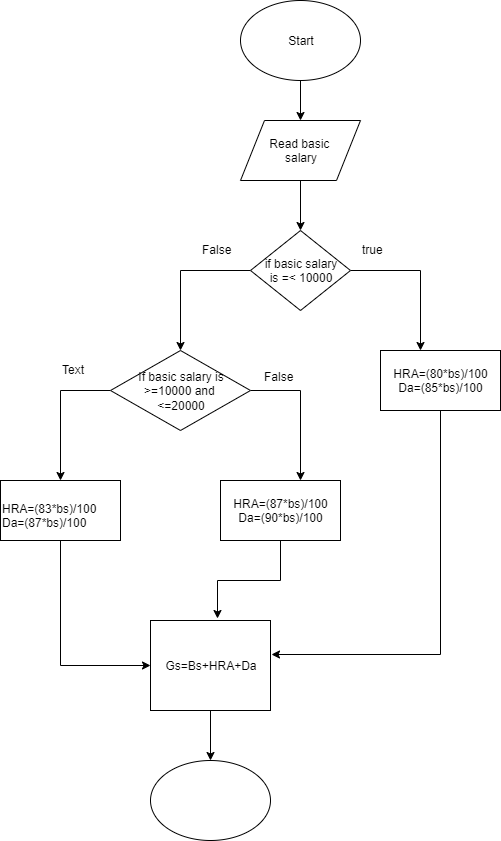 Start
Read basic
salary
False
true
if basic salary
is =< 10000
HRA=(80*bs)/100
Da=(85*bs)/100
Text
if basic salary is
>=10000 and
<=20000
False
HRA=(83*bs)/100
Da=(87*bs)/100
HRA=(87*bs)/100
Da=(90*bs)/100
Gs=Bs+HRA+Da